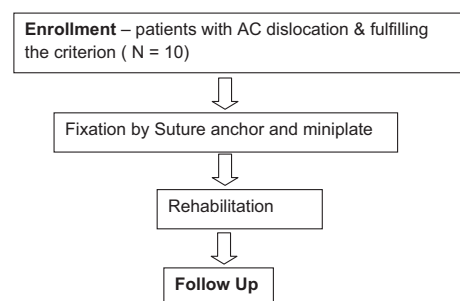 Enrollment – patients with AC dislocation & fulfilling
the criterion ( N = 10)
Fixation by Suture anchor and miniplate
Rehabilitation
Follow Up